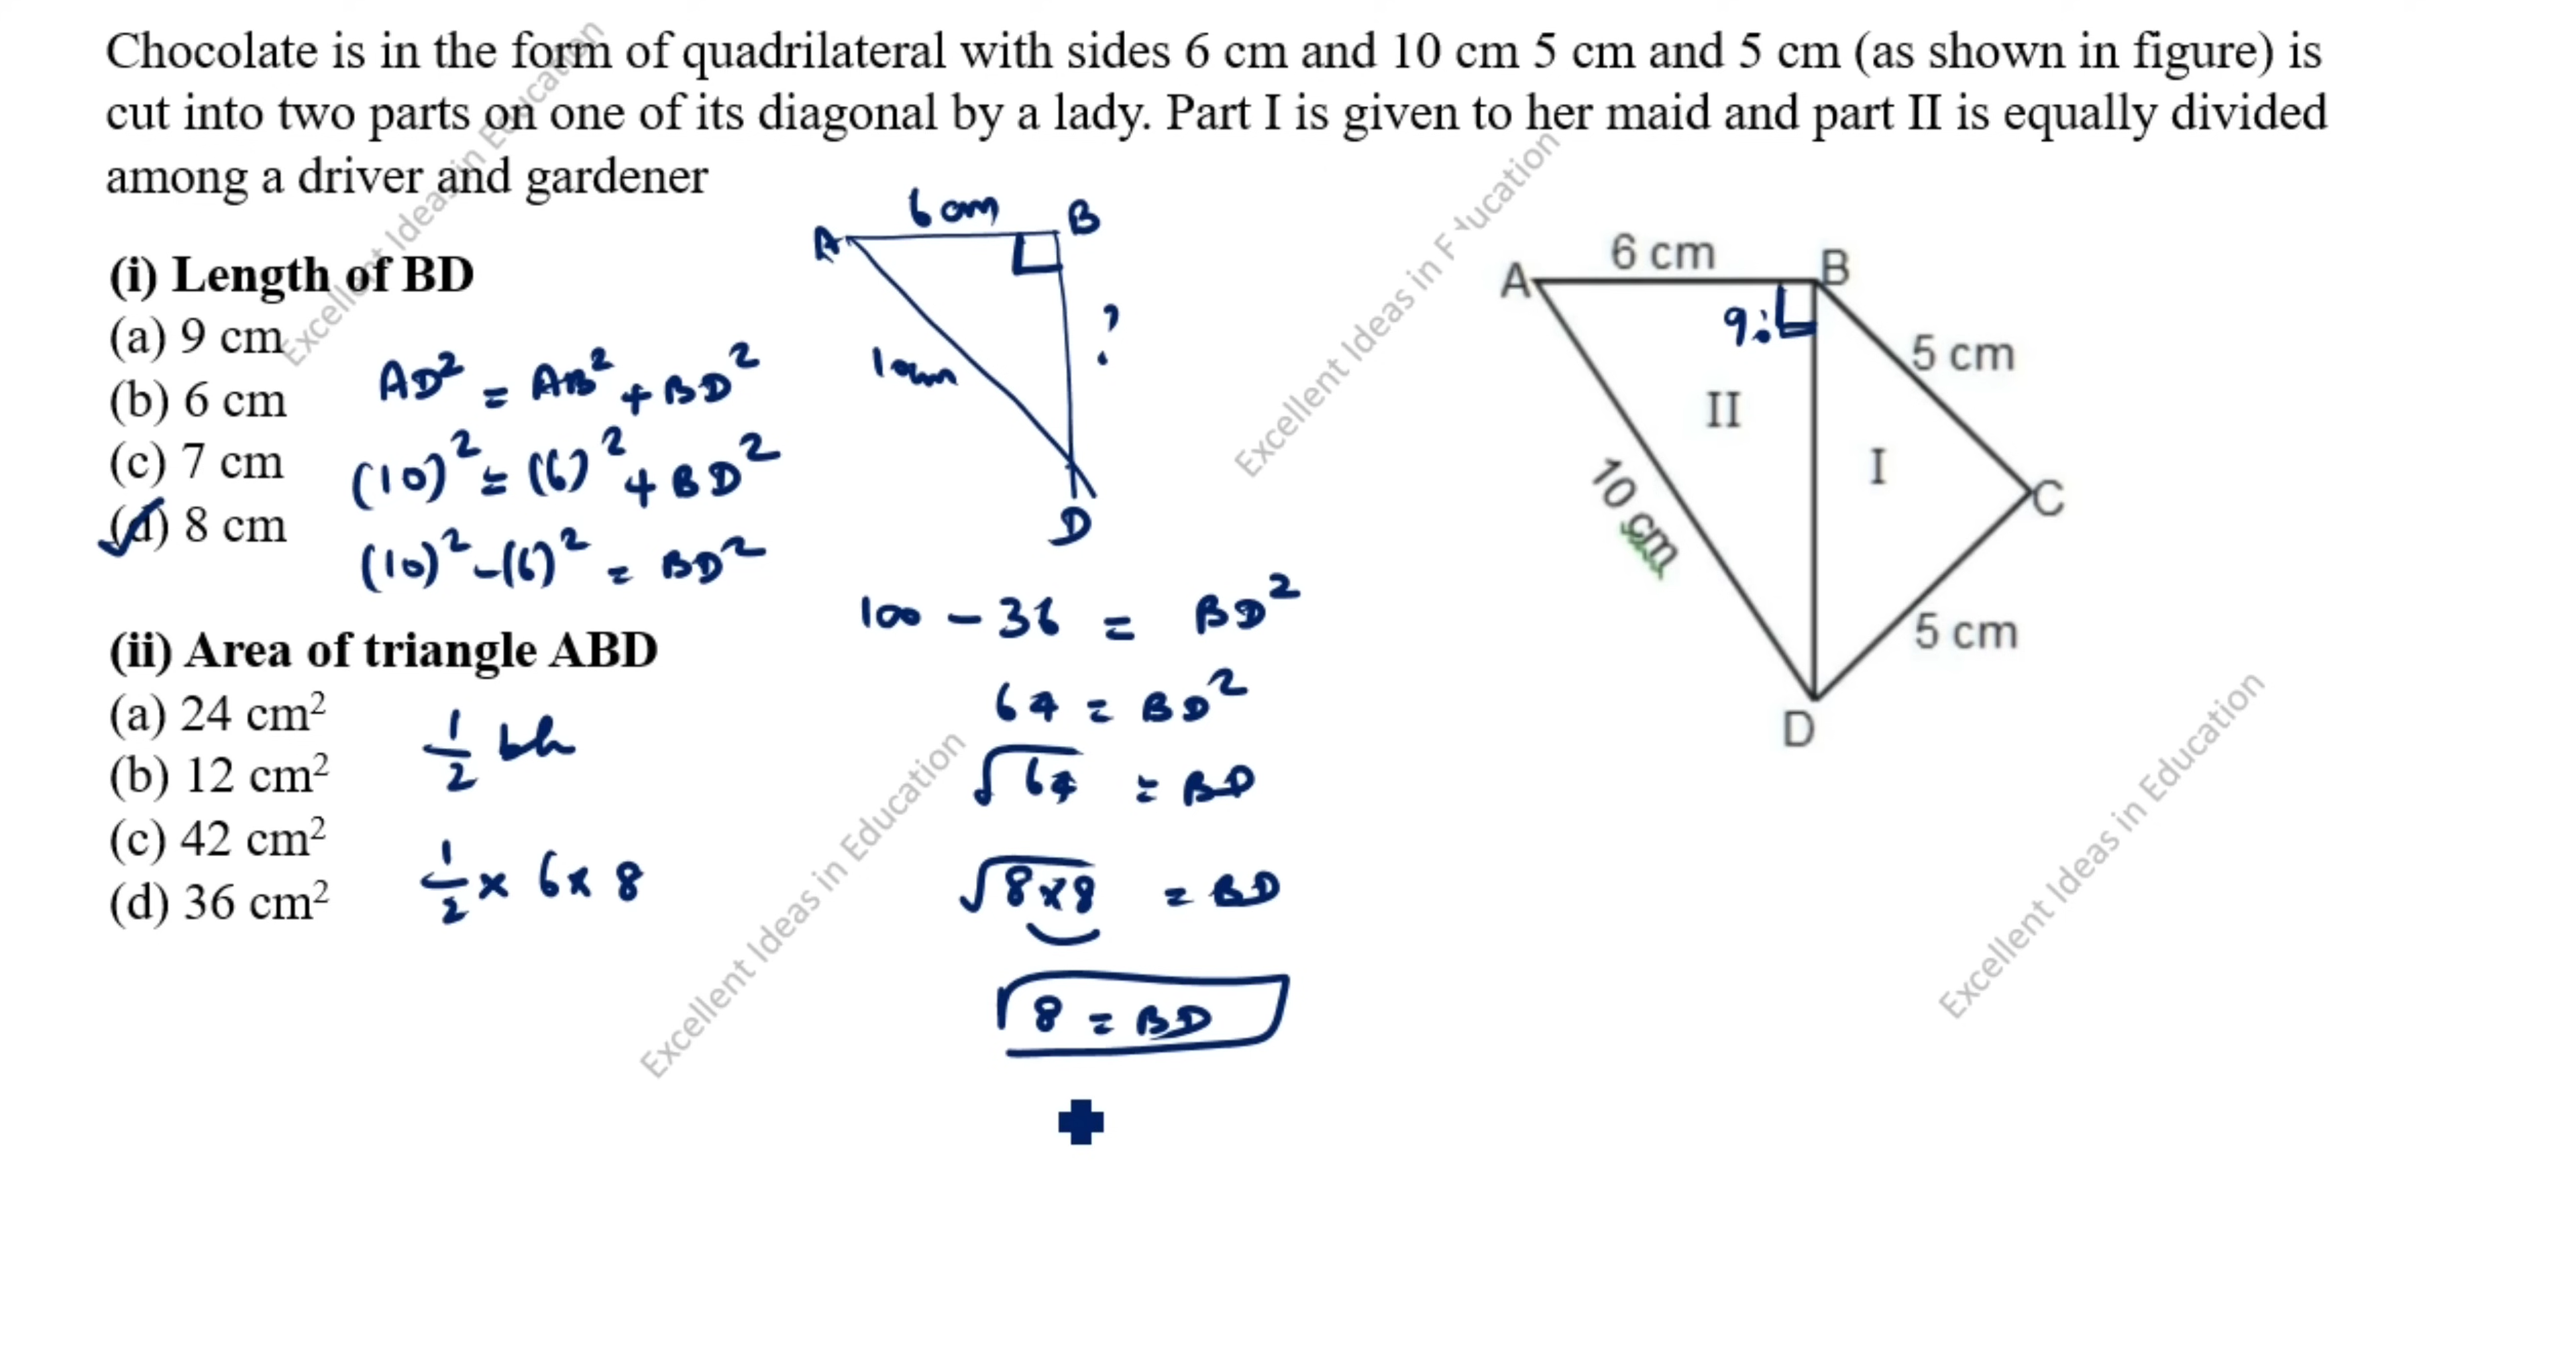 Chocolate is in the form of quadrilateral with sides 6 cm and 10 cm 5 cm and 5 cm (as shown in figure) is
cut into two parts on one of its diagonal by a lady. Part I is given to her maid and part II is equally divided
among a driver and gardener
(i) Length of BD
(a) 9 cm
(b) 6 cm
(c) 7 cm
(d) 8 cm
AD² = AB² + BD²
(10)² = (6)² + BD²
(10)² - (6)² = BD²
6 cm
A
B
10cm
?
D
100 - 36 = BD²
64 = BD²
√64 = BD
√8×8 = BD
8 = BD
(ii) Area of triangle ABD
(a) 24 cm²
(b) 12 cm²
(c) 42 cm²
(d) 36 cm²
1/2 bh
1/2 × 6 × 8
6 cm
A
B
5 cm
II
I
10 cm
C
5 cm
D
Excellent Ideas in Education
Excellent Ideas in Education
Excellent Ideas in Education
Excellent Ideas in Education